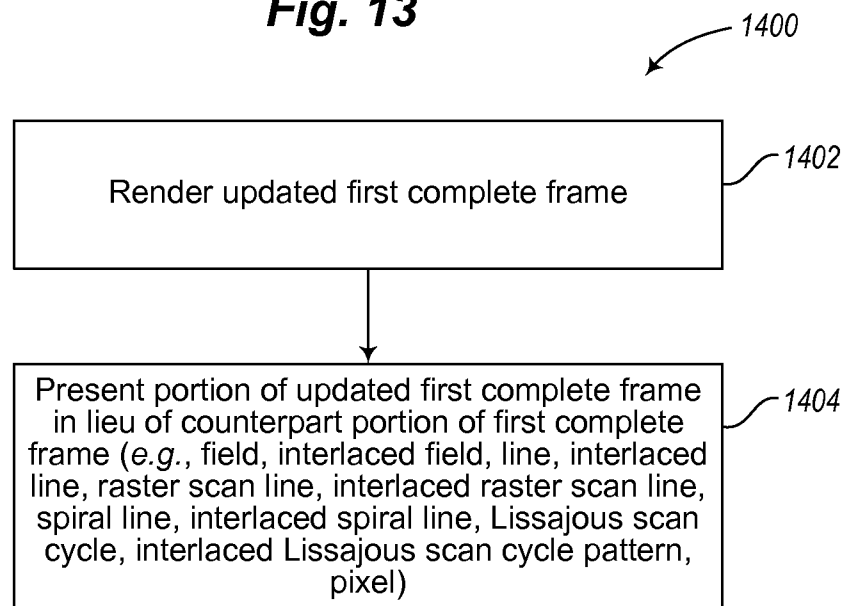 Fig. 13
1400
Render updated first complete frame
1402
Present portion of updated first complete frame
in lieu of counterpart portion of first complete
frame (e.g., field, interlaced field, line, interlaced
line, raster scan line, interlaced raster scan line,
spiral line, interlaced spiral line, Lissajous scan
cycle, interlaced Lissajous scan cycle pattern,
pixel)
1404